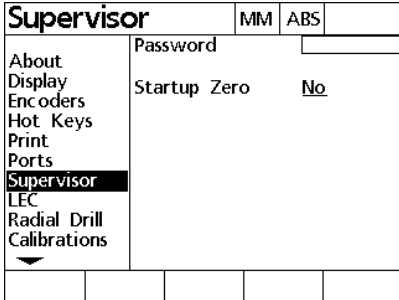 Supervisor MM ABS
Password
About
Display
Startup Zero No
Encoders
Hot Keys
Print
Ports
Supervisor
LEC
Radial Drill
Calibrations